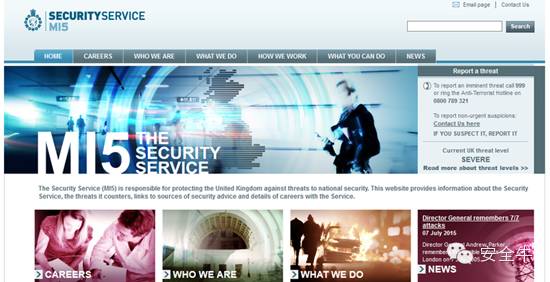 Email page | Contact Us
SECURITYSERVICE
MI5
Search
HOME CAREERS WHO WE ARE WHAT WE DO HOW WE WORK WHAT YOU CAN DO NEWS
Report a threat
To report an imminent threat call 999
or ring the Anti-Terrorist Hotline on
0800 789 321
To report non-urgent suspicions:
Contact Us here
IF YOU SUSPECT IT, REPORT IT
Current UK threat level
SEVERE
Read more about threat levels >>
MI5 THE
SECURITY
SERVICE
The Security Service (MI5) is responsible for protecting the United Kingdom against threats to national security. This website provides information about the Security
Service, the threats it counters, links to sources of security advice and details of careers with the Service.
CAREERS
WHO WE ARE
WHAT WE DO
Director General remembers 7/7
attacks
07 July 2015
Director General Andrew Parker
London on 7
NEWS
安全牛